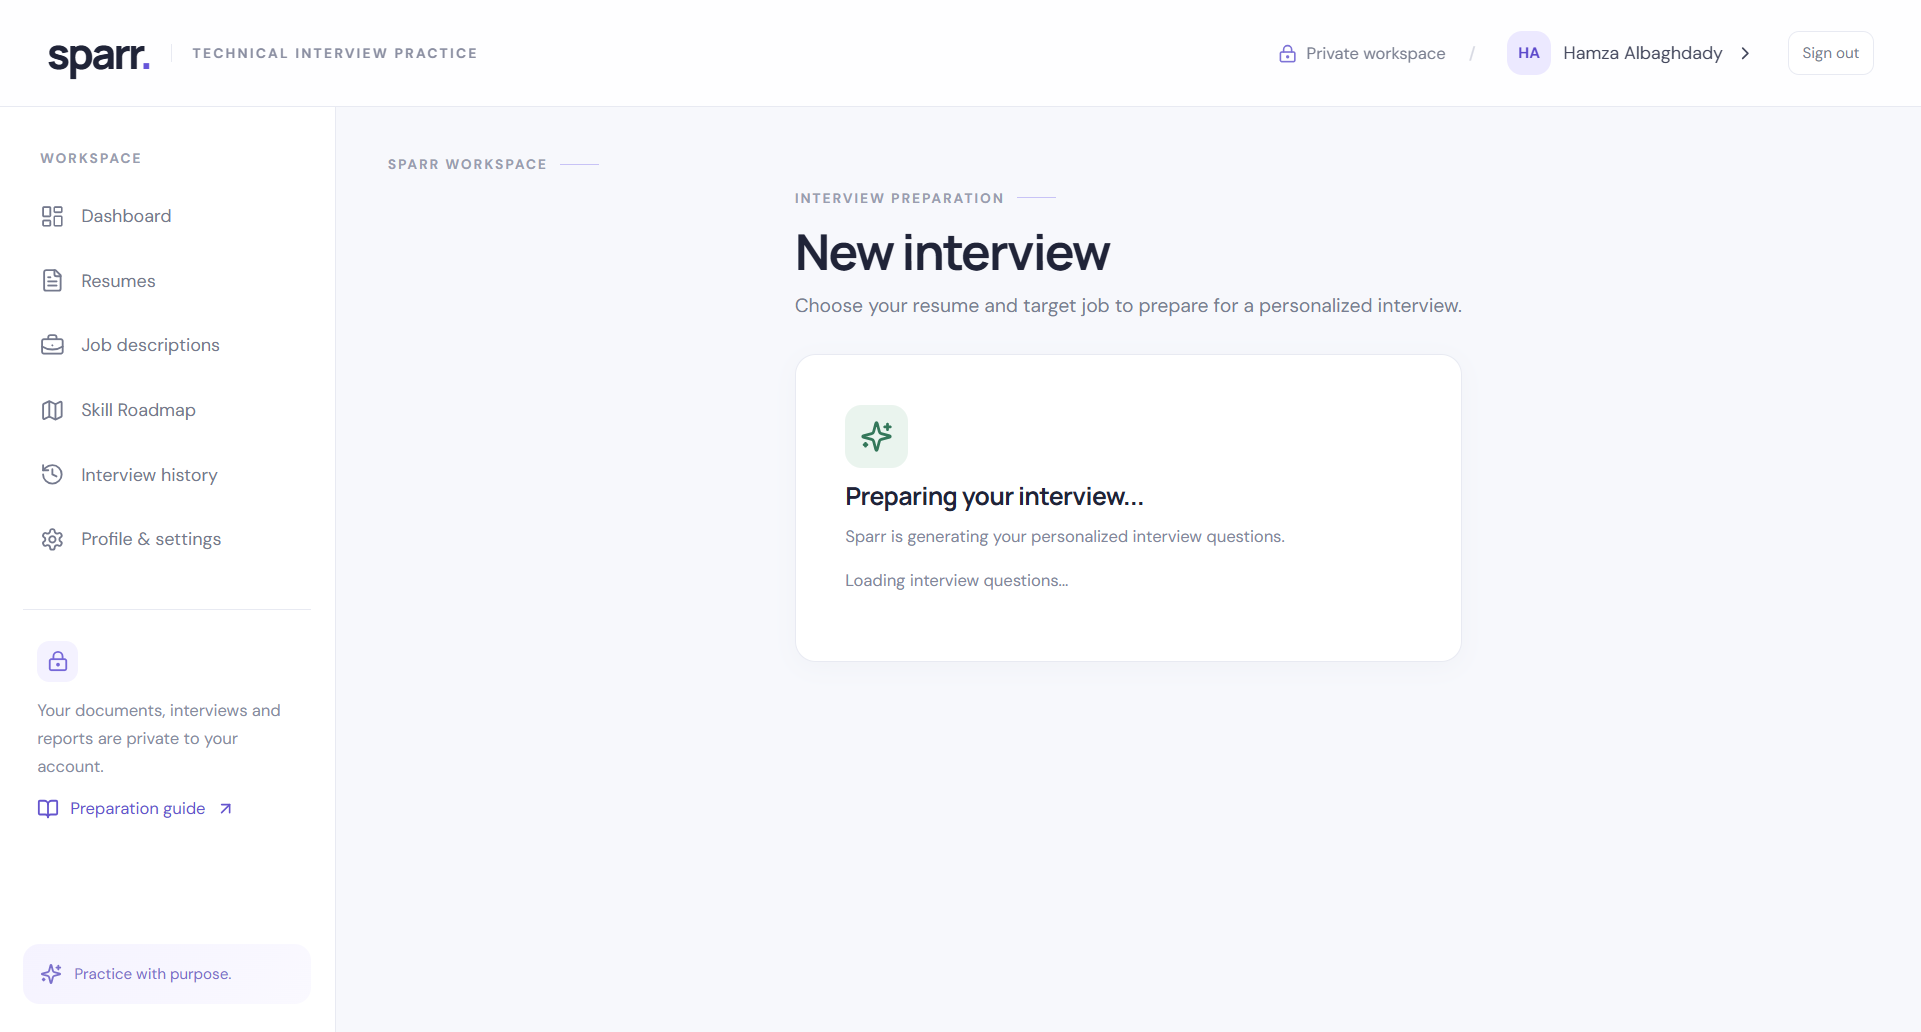 sparr.
TECHNICAL INTERVIEW PRACTICE
Private workspace / HA Hamza Albaghdady
Sign out
WORKSPACE
Dashboard
Resumes
Job descriptions
Skill Roadmap
Interview history
Profile & settings
Your documents, interviews and
reports are private to your
account.
Preparation guide
Practice with purpose.
SPARR WORKSPACE
INTERVIEW PREPARATION
New interview
Choose your resume and target job to prepare for a personalized interview.
Preparing your interview...
Sparr is generating your personalized interview questions.
Loading interview questions...